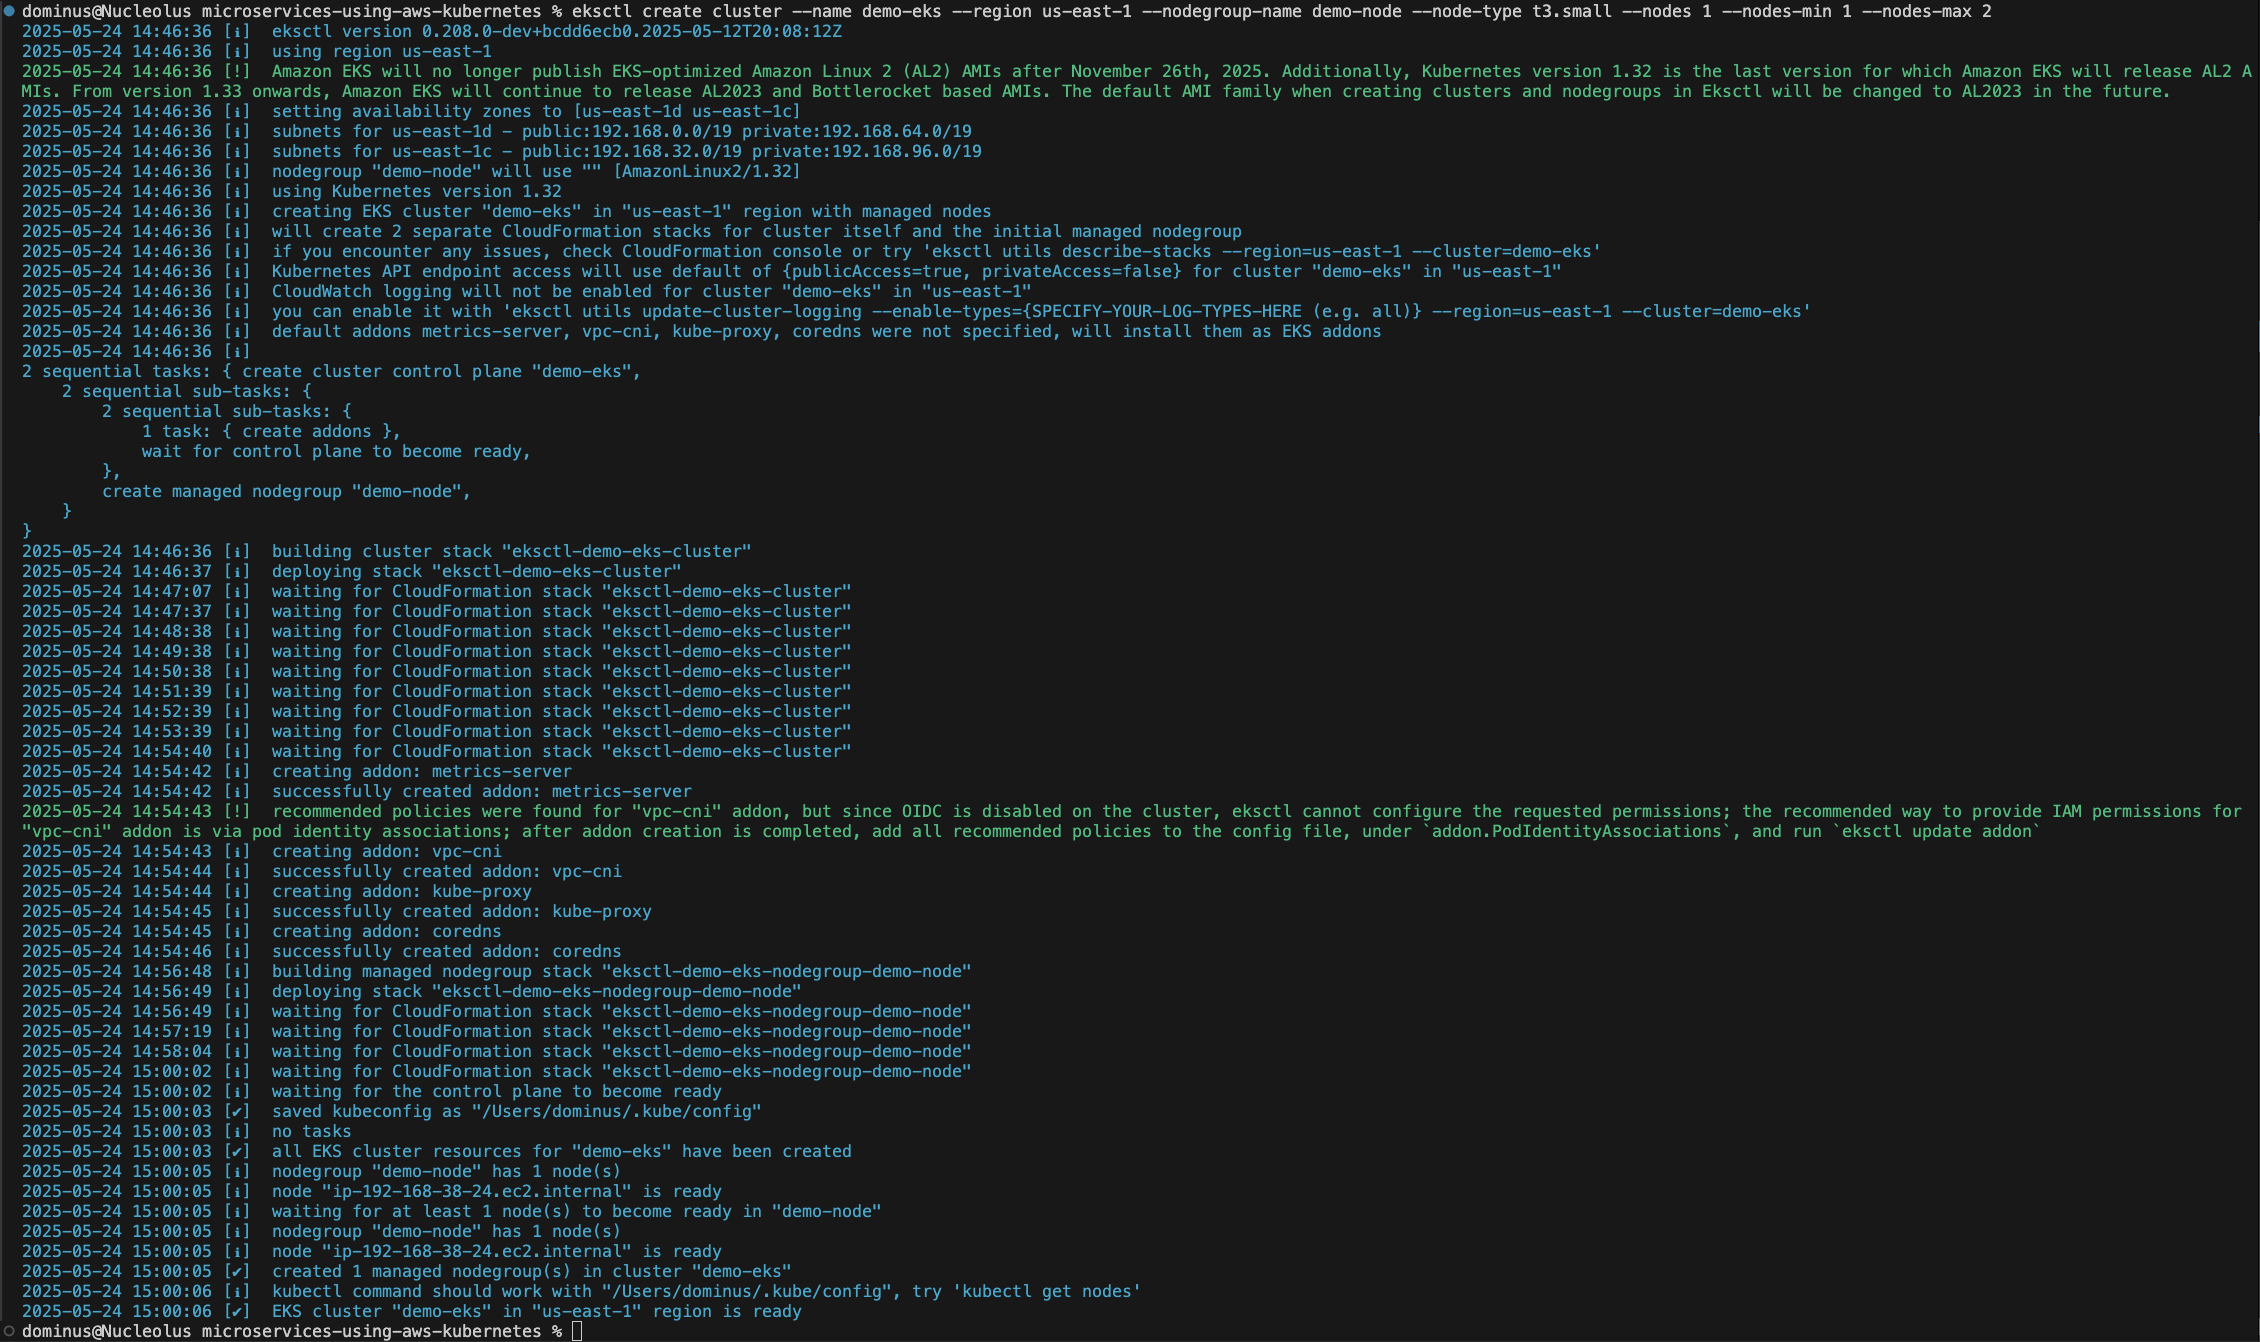 dominus@Nucleolus microservices-using-aws-kubernetes % eksctl create cluster --name demo-eks --region us-east-1 --nodegroup-name demo-node --node-type t3.small --nodes 1 --nodes-min 1 --nodes-max 2
2025-05-24 14:46:36 [ℹ]  eksctl version 0.208.0-dev+bcdd6ecb0.2025-05-12T20:08:12Z
2025-05-24 14:46:36 [ℹ]  using region us-east-1
2025-05-24 14:46:36 [!]  Amazon EKS will no longer publish EKS-optimized Amazon Linux 2 (AL2) AMIs after November 26th, 2025. Additionally, Kubernetes version 1.32 is the last version for which Amazon EKS will release AL2 A
MIs. From version 1.33 onwards, Amazon EKS will continue to release AL2023 and Bottlerocket based AMIs. The default AMI family when creating clusters and nodegroups in Eksctl will be changed to AL2023 in the future.
2025-05-24 14:46:36 [ℹ]  setting availability zones to [us-east-1d us-east-1c]
2025-05-24 14:46:36 [ℹ]  subnets for us-east-1d - public:192.168.0.0/19 private:192.168.64.0/19
2025-05-24 14:46:36 [ℹ]  subnets for us-east-1c - public:192.168.32.0/19 private:192.168.96.0/19
2025-05-24 14:46:36 [ℹ]  nodegroup "demo-node" will use "" [AmazonLinux2/1.32]
2025-05-24 14:46:36 [ℹ]  using Kubernetes version 1.32
2025-05-24 14:46:36 [ℹ]  creating EKS cluster "demo-eks" in "us-east-1" region with managed nodes
2025-05-24 14:46:36 [ℹ]  will create 2 separate CloudFormation stacks for cluster itself and the initial managed nodegroup
2025-05-24 14:46:36 [ℹ]  if you encounter any issues, check CloudFormation console or try 'eksctl utils describe-stacks --region=us-east-1 --cluster=demo-eks'
2025-05-24 14:46:36 [ℹ]  Kubernetes API endpoint access will use default of {publicAccess=true, privateAccess=false} for cluster "demo-eks" in "us-east-1"
2025-05-24 14:46:36 [ℹ]  CloudWatch logging will not be enabled for cluster "demo-eks" in "us-east-1"
2025-05-24 14:46:36 [ℹ]  you can enable it with 'eksctl utils update-cluster-logging --enable-types={SPECIFY-YOUR-LOG-TYPES-HERE (e.g. all)} --region=us-east-1 --cluster=demo-eks'
2025-05-24 14:46:36 [ℹ]  default addons metrics-server, vpc-cni, kube-proxy, coredns were not specified, will install them as EKS addons
2025-05-24 14:46:36 [ℹ]
2 sequential tasks: { create cluster control plane "demo-eks",
    2 sequential sub-tasks: {
        2 sequential sub-tasks: {
            1 task: { create addons },
            wait for control plane to become ready,
        },
        create managed nodegroup "demo-node",
    }
}
2025-05-24 14:46:36 [ℹ]  building cluster stack "eksctl-demo-eks-cluster"
2025-05-24 14:46:37 [ℹ]  deploying stack "eksctl-demo-eks-cluster"
2025-05-24 14:47:07 [ℹ]  waiting for CloudFormation stack "eksctl-demo-eks-cluster"
2025-05-24 14:47:37 [ℹ]  waiting for CloudFormation stack "eksctl-demo-eks-cluster"
2025-05-24 14:48:38 [ℹ]  waiting for CloudFormation stack "eksctl-demo-eks-cluster"
2025-05-24 14:49:38 [ℹ]  waiting for CloudFormation stack "eksctl-demo-eks-cluster"
2025-05-24 14:50:38 [ℹ]  waiting for CloudFormation stack "eksctl-demo-eks-cluster"
2025-05-24 14:51:39 [ℹ]  waiting for CloudFormation stack "eksctl-demo-eks-cluster"
2025-05-24 14:52:39 [ℹ]  waiting for CloudFormation stack "eksctl-demo-eks-cluster"
2025-05-24 14:53:39 [ℹ]  waiting for CloudFormation stack "eksctl-demo-eks-cluster"
2025-05-24 14:54:40 [ℹ]  waiting for CloudFormation stack "eksctl-demo-eks-cluster"
2025-05-24 14:54:42 [ℹ]  creating addon: metrics-server
2025-05-24 14:54:42 [ℹ]  successfully created addon: metrics-server
2025-05-24 14:54:43 [!]  recommended policies were found for "vpc-cni" addon, but since OIDC is disabled on the cluster, eksctl cannot configure the requested permissions; the recommended way to provide IAM permissions for
"vpc-cni" addon is via pod identity associations; after addon creation is completed, add all recommended policies to the config file, under `addon.PodIdentityAssociations`, and run `eksctl update addon`
2025-05-24 14:54:43 [ℹ]  creating addon: vpc-cni
2025-05-24 14:54:44 [ℹ]  successfully created addon: vpc-cni
2025-05-24 14:54:44 [ℹ]  creating addon: kube-proxy
2025-05-24 14:54:45 [ℹ]  successfully created addon: kube-proxy
2025-05-24 14:54:45 [ℹ]  creating addon: coredns
2025-05-24 14:54:46 [ℹ]  successfully created addon: coredns
2025-05-24 14:56:48 [ℹ]  building managed nodegroup stack "eksctl-demo-eks-nodegroup-demo-node"
2025-05-24 14:56:49 [ℹ]  deploying stack "eksctl-demo-eks-nodegroup-demo-node"
2025-05-24 14:56:49 [ℹ]  waiting for CloudFormation stack "eksctl-demo-eks-nodegroup-demo-node"
2025-05-24 14:57:19 [ℹ]  waiting for CloudFormation stack "eksctl-demo-eks-nodegroup-demo-node"
2025-05-24 14:58:04 [ℹ]  waiting for CloudFormation stack "eksctl-demo-eks-nodegroup-demo-node"
2025-05-24 15:00:02 [ℹ]  waiting for CloudFormation stack "eksctl-demo-eks-nodegroup-demo-node"
2025-05-24 15:00:02 [ℹ]  waiting for the control plane to become ready
2025-05-24 15:00:03 [✔]  saved kubeconfig as "/Users/dominus/.kube/config"
2025-05-24 15:00:03 [ℹ]  no tasks
2025-05-24 15:00:03 [✔]  all EKS cluster resources for "demo-eks" have been created
2025-05-24 15:00:05 [ℹ]  nodegroup "demo-node" has 1 node(s)
2025-05-24 15:00:05 [ℹ]  node "ip-192-168-38-24.ec2.internal" is ready
2025-05-24 15:00:05 [ℹ]  waiting for at least 1 node(s) to become ready in "demo-node"
2025-05-24 15:00:05 [ℹ]  nodegroup "demo-node" has 1 node(s)
2025-05-24 15:00:05 [ℹ]  node "ip-192-168-38-24.ec2.internal" is ready
2025-05-24 15:00:05 [✔]  created 1 managed nodegroup(s) in cluster "demo-eks"
2025-05-24 15:00:06 [ℹ]  kubectl command should work with "/Users/dominus/.kube/config", try 'kubectl get nodes'
2025-05-24 15:00:06 [✔]  EKS cluster "demo-eks" in "us-east-1" region is ready
dominus@Nucleolus microservices-using-aws-kubernetes %